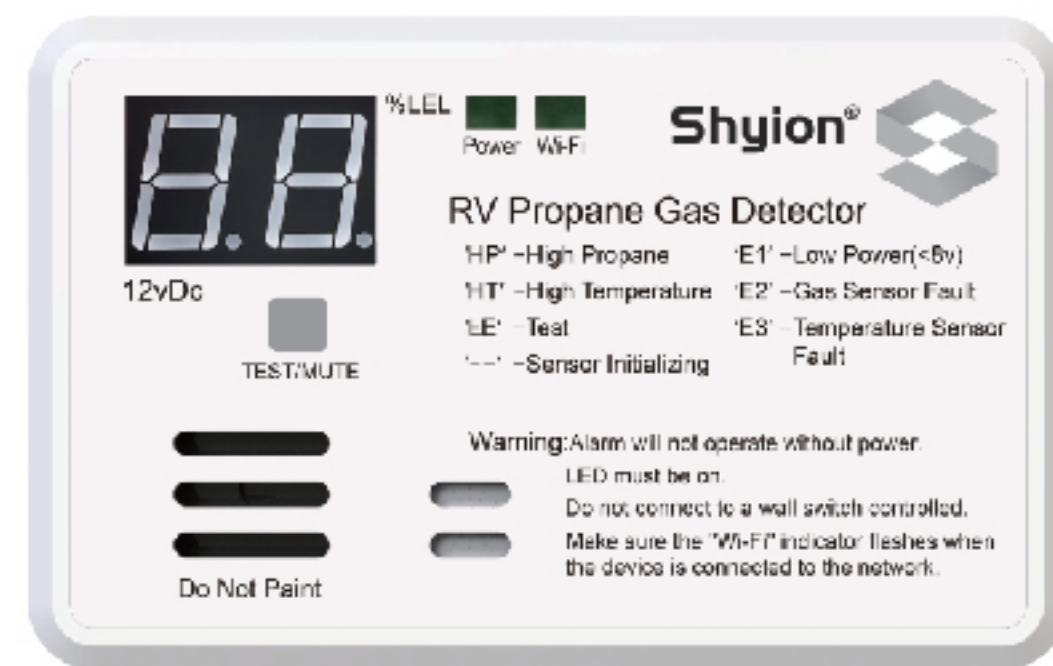 88
%LEL
Power Wi-Fi
Shyion®
RV Propane Gas Detector
'HP' -High Propane
'HT' -High Temperature
'EE' -Test
'--' -Sensor Initializing
'E1' -Low Power(<8v)
'E2' -Gas Sensor Fault
'E3' -Temperature Sensor
Fault
12vDc
TEST/MUTE
Warning:Alarm will not operate without power.
LED must be on.
Do not connect to a wall switch controlled.
Make sure the "Wi-Fi" indicator flashes when
the device is connected to the network.
Do Not Paint